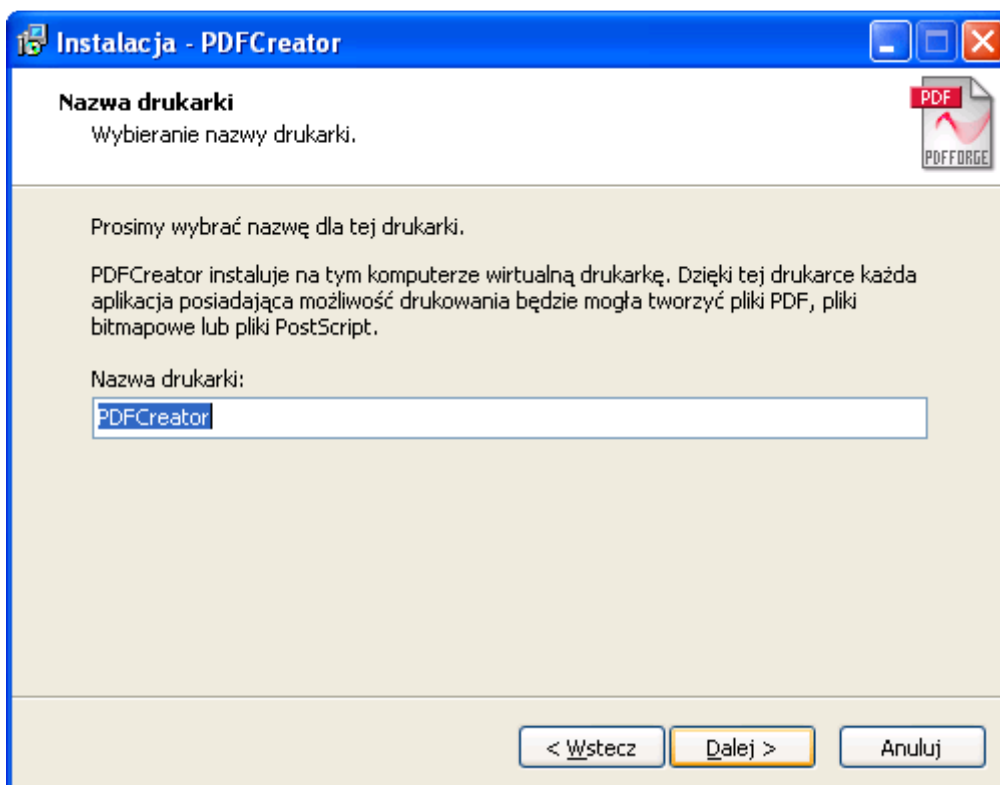 Instalacja - PDFCreator
Nazwa drukarki
Wybieranie nazwy drukarki.
PDF
PDFFORGE
Prosimy wybrać nazwę dla tej drukarki.
PDFCreator instaluje na tym komputerze wirtualną drukarkę. Dzięki tej drukarce każda
aplikacja posiadająca możliwość drukowania będzie mogła tworzyć pliki PDF, pliki
bitmapowe lub pliki PostScript.
Nazwa drukarki:
PDFCreator
< Wstecz Dalej > Anuluj